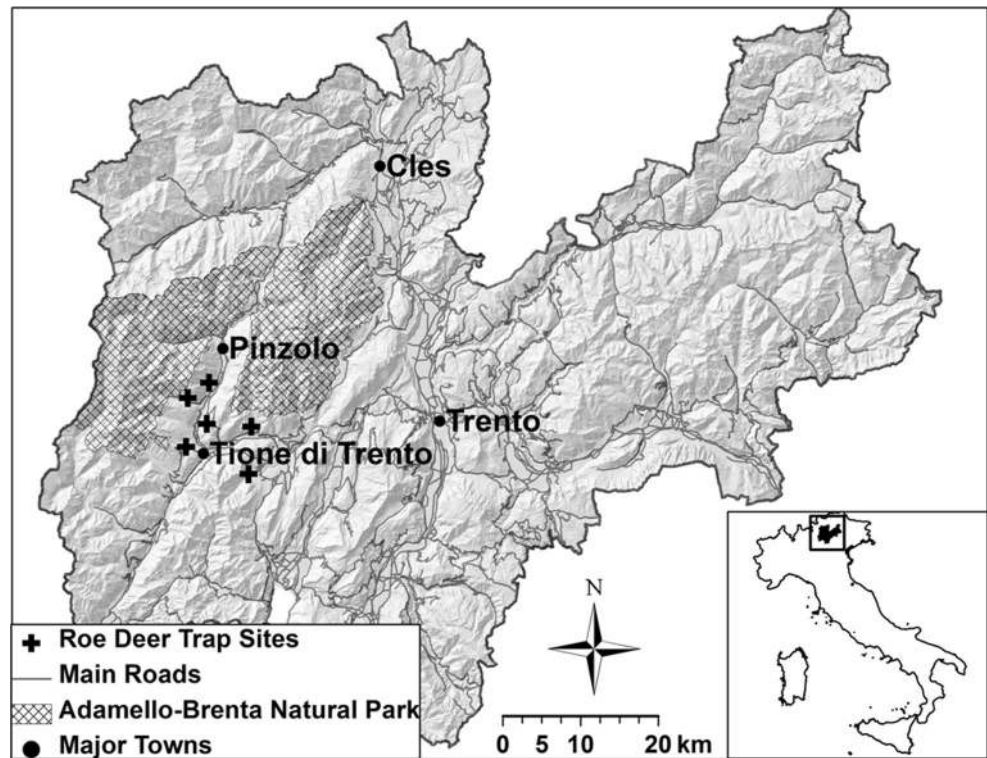 Cles
Pinzolo
Trento
Tione di Trento
N
Roe Deer Trap Sites
Main Roads
Adamello-Brenta Natural Park
Major Towns
0 5 10 20 km